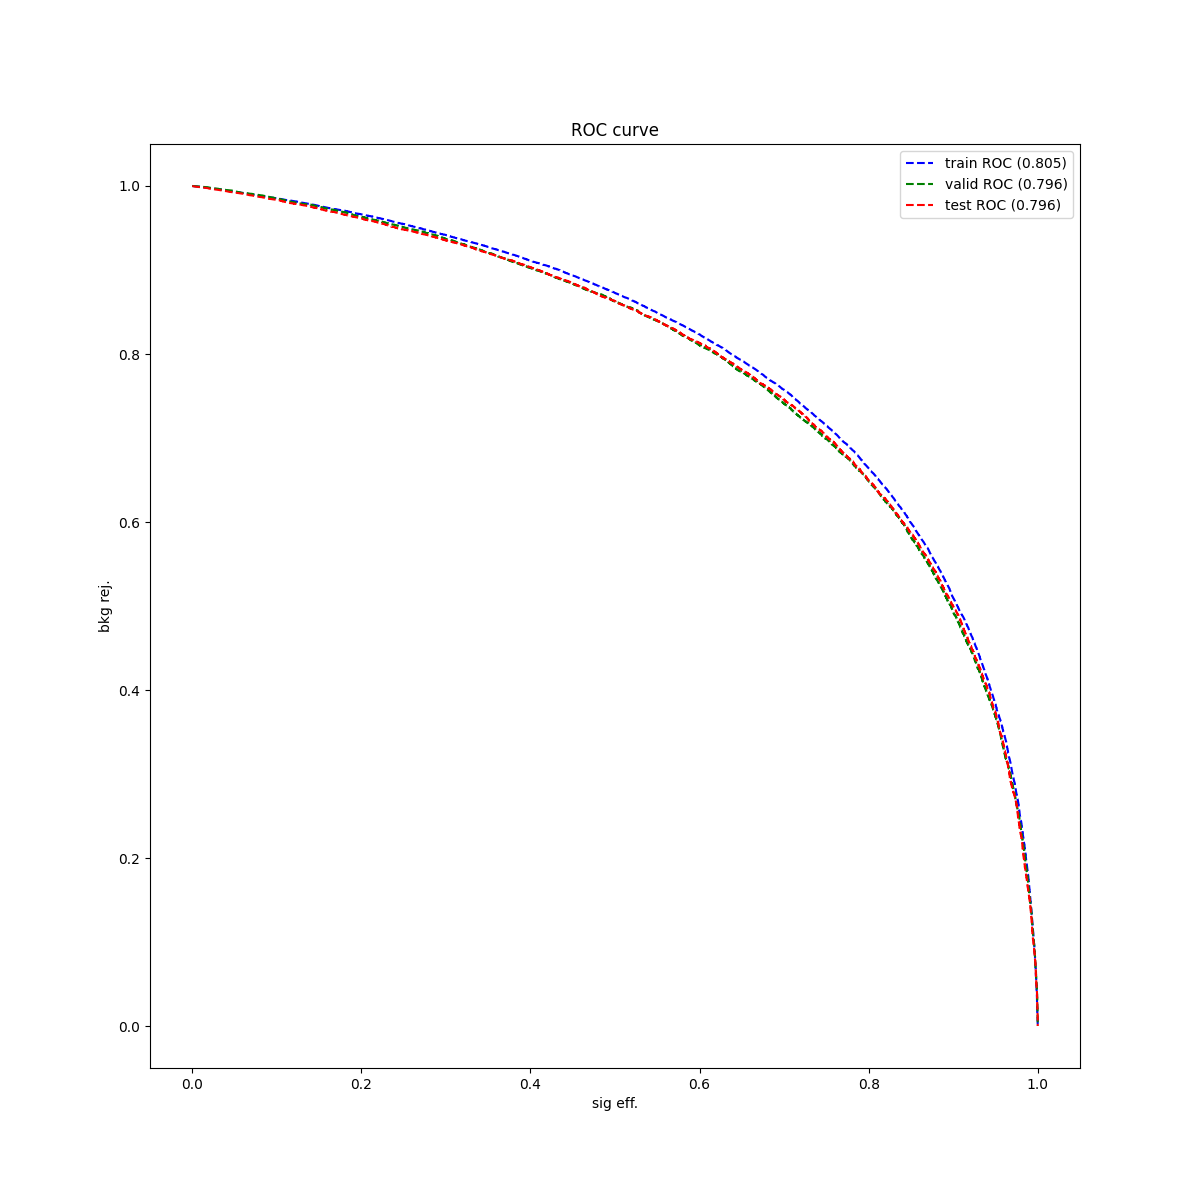 ROC curve
train ROC (0.805)
valid ROC (0.796)
test ROC (0.796)
1.0
0.8
0.6
0.4
0.2
0.0
bkg rej.
0.0 0.2 0.4 0.6 0.8 1.0
sig eff.